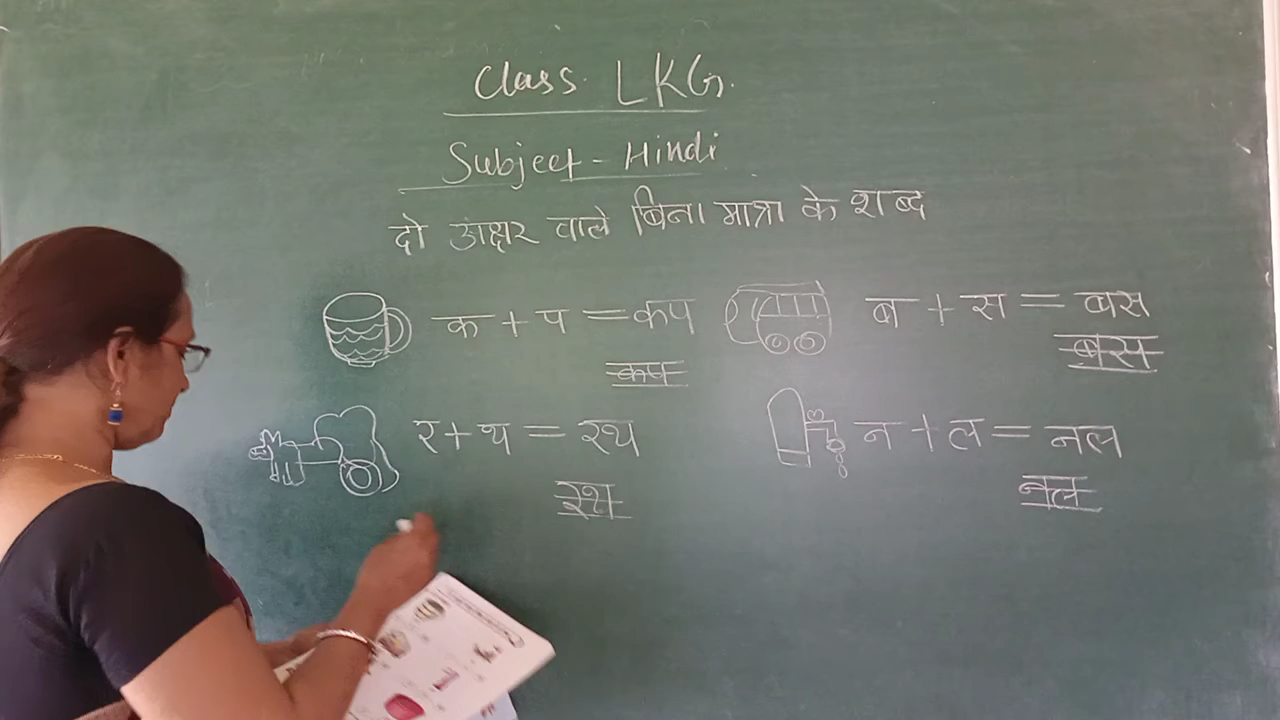 Class LKG.
Subject - Hindi
दो अक्षर वाले बिना मात्रा के शब्द
क + प = कप
ब + स = बस
कप
बस
र + थ = रथ
न + ल = नल
रथ
नल